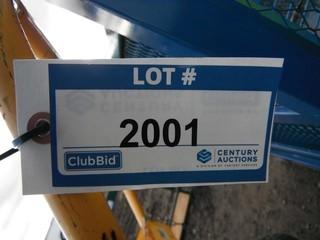 LOT #
2001
ClubBid
CENTURY
AUCTIONS
A DIVISION OF CENTURY SERVICES